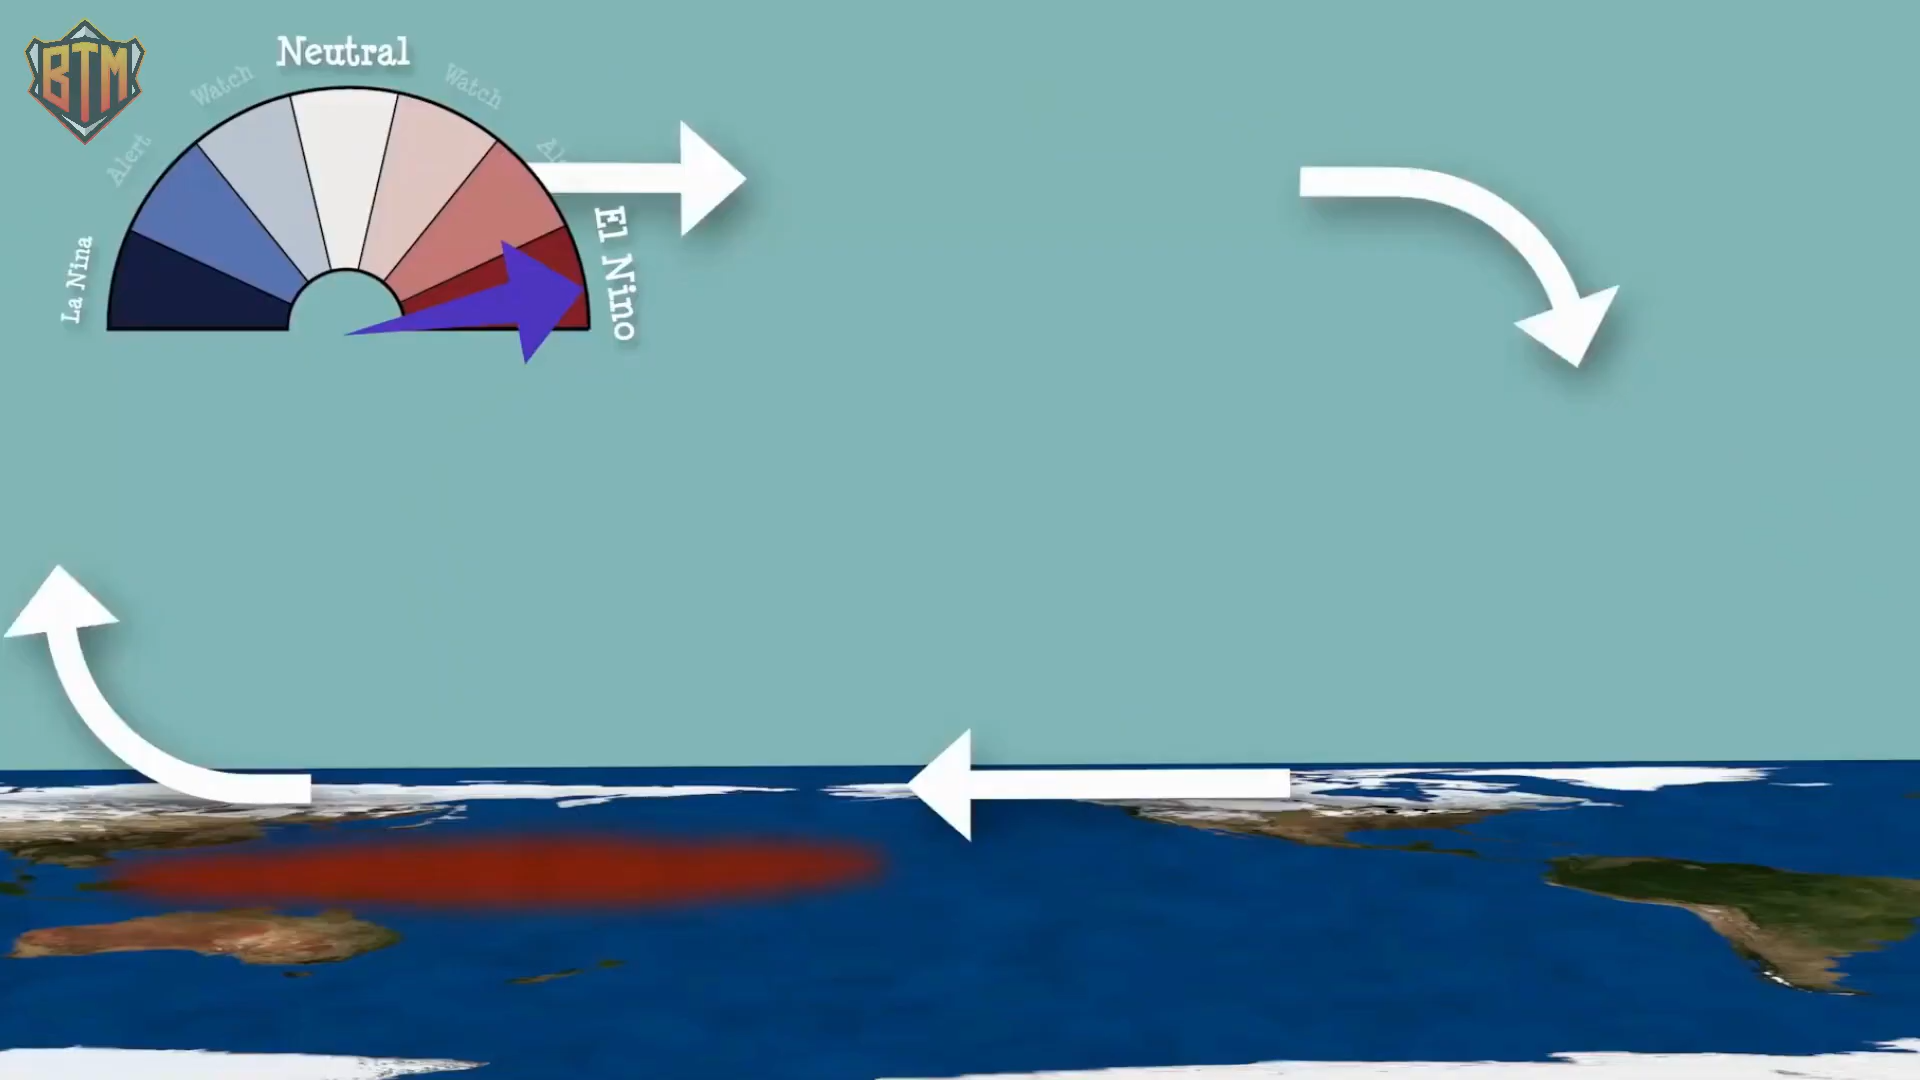 BTM
Neutral
Watch
Watch
Alert
La Nina
El Nino